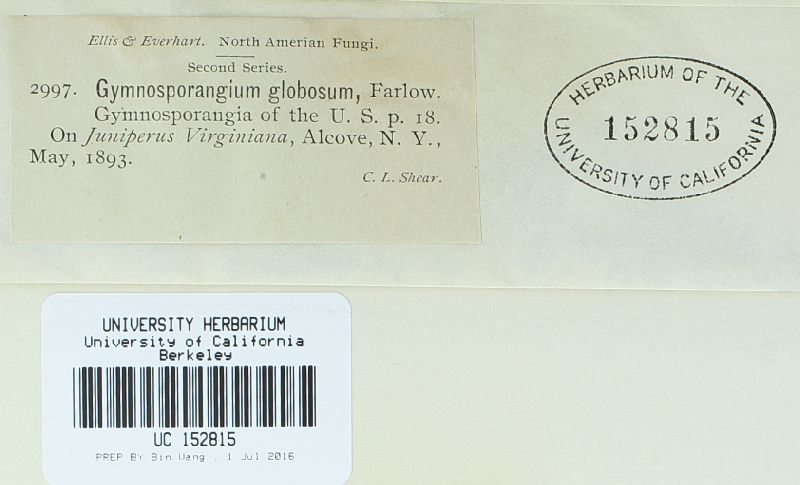 Ellis & Everhart. North Amerian Fungi.
Second Series.
2997. Gymnosporangium globosum, Farlow.
Gymnosporangia of the U. S. p. 18.
On Juniperus Virginiana, Alcove, N. Y.,
May, 1893.
C. L. Shear.
HERBARIUM OF THE
152815
UNIVERSITY OF CALIFORNIA
UNIVERSITY HERBARIUM
University of California
Berkeley
UC 152815
PREP BY Bin Wang , 1 Jul 2016